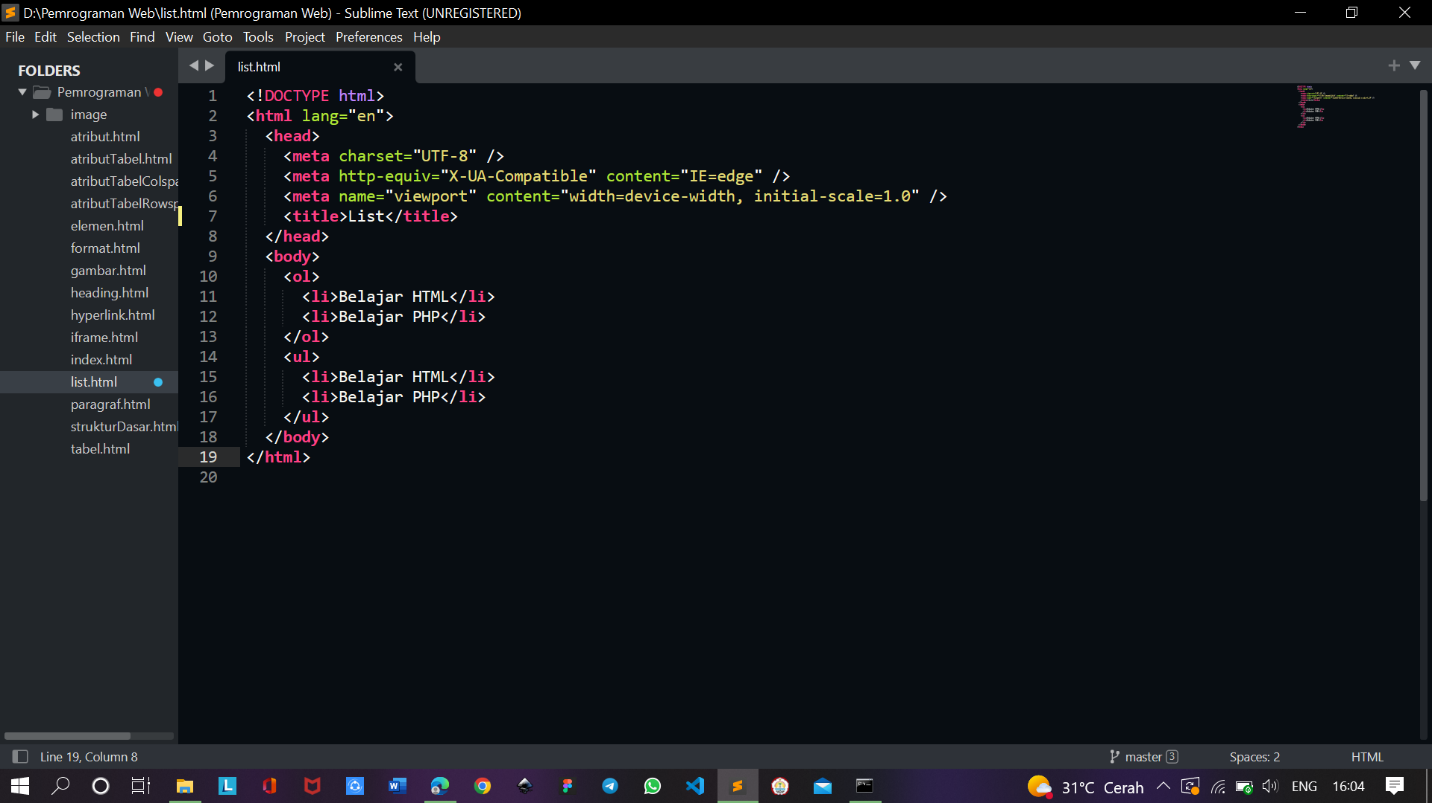 D:\Pemrograman Web\list.html (Pemrograman Web) - Sublime Text (UNREGISTERED)
File Edit Selection Find View Goto Tools Project Preferences Help
FOLDERS
Pemrograman
image
atribut.html
atributTabel.html
atributTabelColspa
atributTabelRowsp
elemen.html
format.html
gambar.html
heading.html
hyperlink.html
iframe.html
index.html
list.html
paragraf.html
strukturDasar.html
tabel.html
list.html
1 <!DOCTYPE html>
2 <html lang="en">
3 <head>
4 <meta charset="UTF-8" />
5 <meta http-equiv="X-UA-Compatible" content="IE=edge" />
6 <meta name="viewport" content="width=device-width, initial-scale=1.0" />
7 <title>List</title>
8 </head>
9 <body>
10 <ol>
11 <li>Belajar HTML</li>
12 <li>Belajar PHP</li>
13 </ol>
14 <ul>
15 <li>Belajar HTML</li>
16 <li>Belajar PHP</li>
17 </ul>
18 </body>
19 </html>
20
Line 19, Column 8 master 3 Spaces: 2 HTML
31°C Cerah ENG 16:04